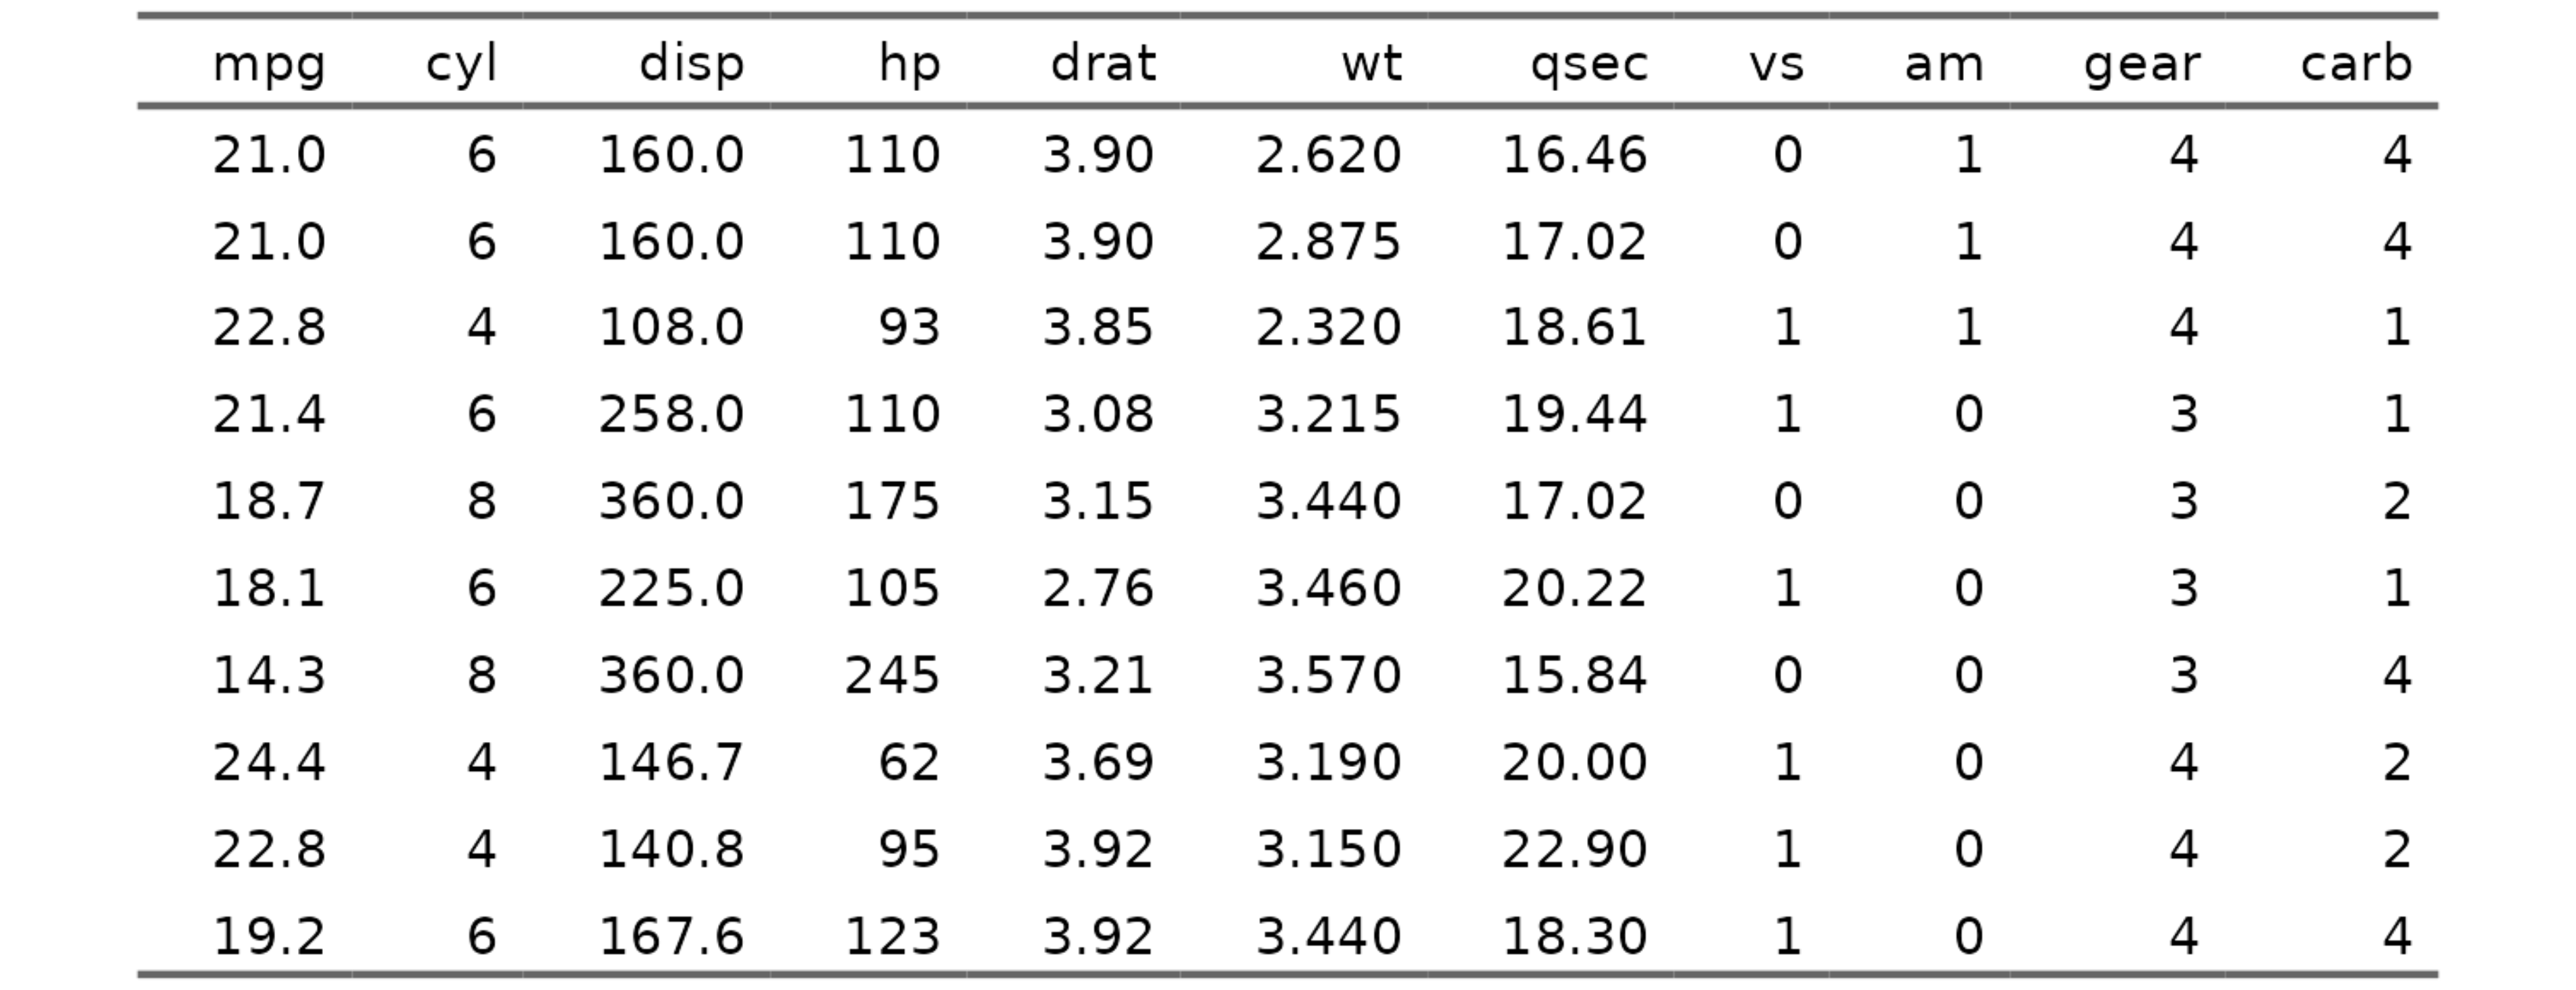 mpg cyl disp hp drat wt qsec vs am gear carb
21.0 6 160.0 110 3.90 2.620 16.46 0 1 4 4
21.0 6 160.0 110 3.90 2.875 17.02 0 1 4 4
22.8 4 108.0 93 3.85 2.320 18.61 1 1 4 1
21.4 6 258.0 110 3.08 3.215 19.44 1 0 3 1
18.7 8 360.0 175 3.15 3.440 17.02 0 0 3 2
18.1 6 225.0 105 2.76 3.460 20.22 1 0 3 1
14.3 8 360.0 245 3.21 3.570 15.84 0 0 3 4
24.4 4 146.7 62 3.69 3.190 20.00 1 0 4 2
22.8 4 140.8 95 3.92 3.150 22.90 1 0 4 2
19.2 6 167.6 123 3.92 3.440 18.30 1 0 4 4